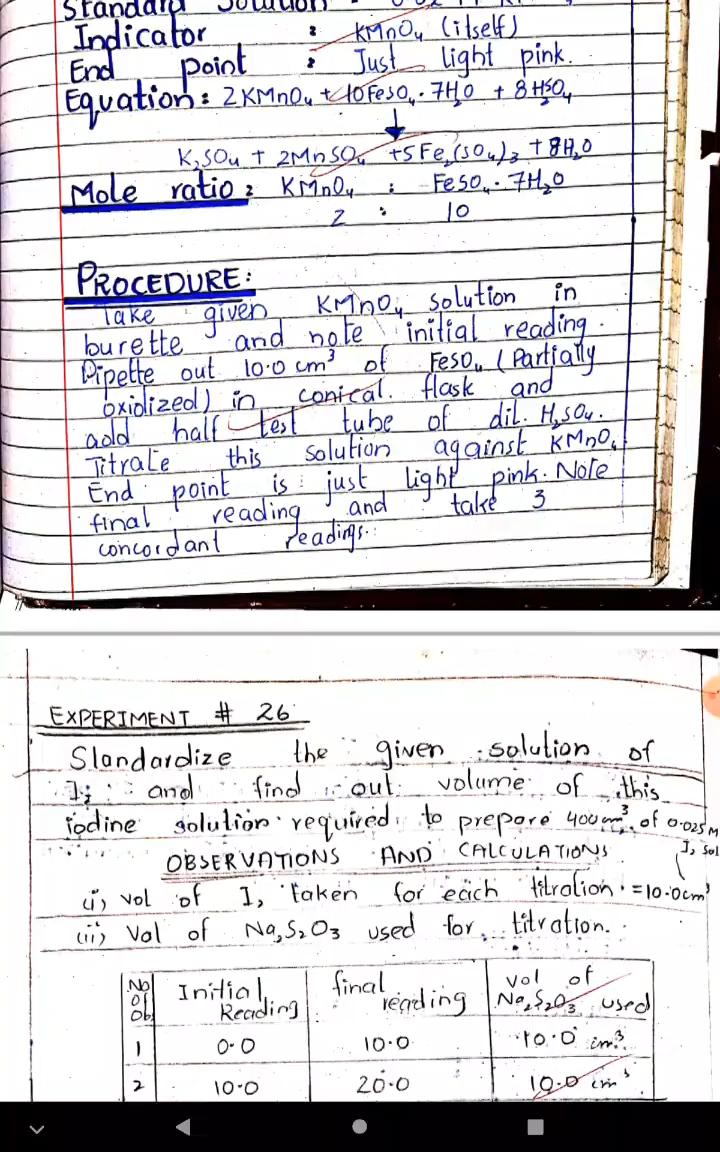 Standard Solution :
Indicator : KMnO₄ (itself)
End point : Just light pink.
Equation : 2KMnO₄ + 10FeSO₄.7H₂O + 8H₂SO₄
↓
K₂SO₄ + 2MnSO₄ + 5Fe₂(SO₄)₃ + 8H₂O
Mole ratio : KMnO₄ : FeSO₄.7H₂O
2 : 10
PROCEDURE:
Take given KMnO₄ solution in
burette and note initial reading.
Pipette out 10.0 cm³ of FeSO₄ (Partially
oxidized) in conical flask and
add half test tube of dil. H₂SO₄.
Titrate this solution against KMnO₄
End point is just light pink. Note
final reading and take 3
concordant readings.
EXPERIMENT # 26
Standardize the given solution of
I₂ and find out volume of this
iodine solution required to prepare 400cm³ of 0.025M
I₂ sol
OBSERVATIONS AND CALCULATIONS
(i) Vol of I₂ taken for each titration = 10.0cm³
(ii) Vol of Na₂S₂O₃ used for titration.
No of Ob. Initial Reading final reading vol of Na₂S₂O₃ used
1 0.0 10.0 10.0 cm³
2 10.0 20.0 10.0 cm³